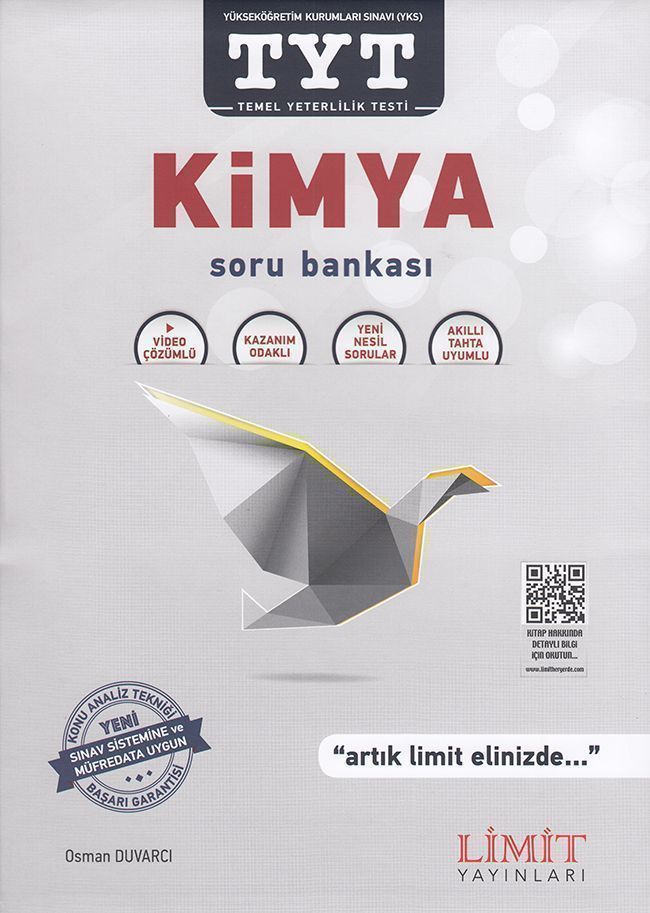 YÜKSEKÖĞRETİM KURUMLARI SINAVI (YKS)
TYT
TEMEL YETERLİLİK TESTİ
KiMYA
soru bankası
VİDEO
ÇÖZÜMLÜ
KAZANIM
ODAKLI
YENİ
NESİL
SORULAR
AKILLI
TAHTA
UYUMLU
KİTAP HAKKINDA
DETAYLI BİLGİ
İÇİN OKUTUN...
www.limitheryerde.com
KONU ANALİZ TEKNİĞİ
YENİ
SINAV SİSTEMİNE ve
MÜFREDATA UYGUN
BAŞARI GARANTİSİ
"artık limit elinizde..."
Osman DUVARCI
LİMİT
YAYINLARI